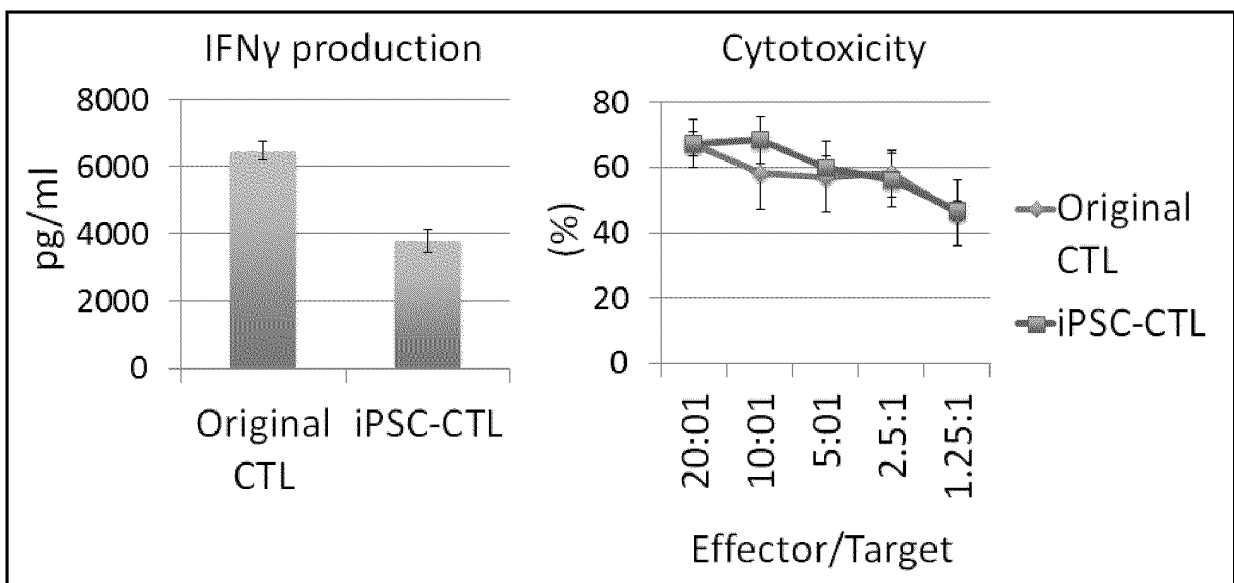 IFNγ production
8000
6000
4000
2000
0
pg/ml
Original
CTL
iPSC-CTL
Cytotoxicity
80
60
40
20
0
(%)
20:01
10:01
5:01
2.5:1
1.25:1
Effector/Target
Original
CTL
iPSC-CTL